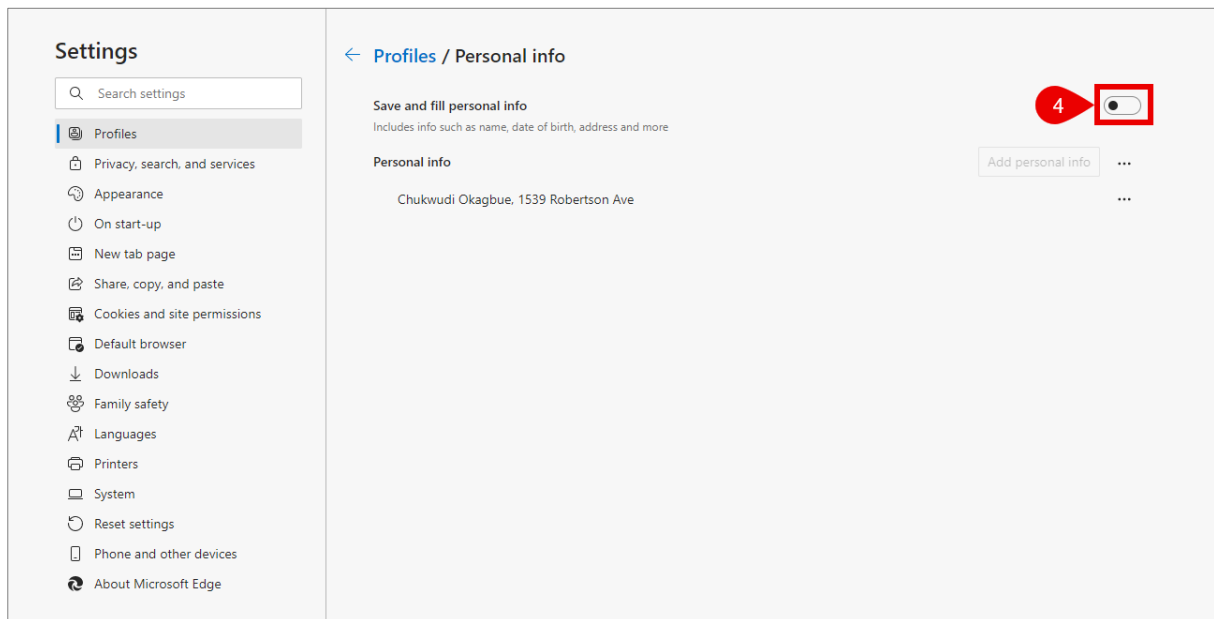 Settings
Search settings
Profiles
Privacy, search, and services
Appearance
On start-up
New tab page
Share, copy, and paste
Cookies and site permissions
Default browser
Downloads
Family safety
Languages
Printers
System
Reset settings
Phone and other devices
About Microsoft Edge
Profiles / Personal info
Save and fill personal info
4
Includes info such as name, date of birth, address and more
Personal info
Add personal info
Chukwudi Okagbue, 1539 Robertson Ave